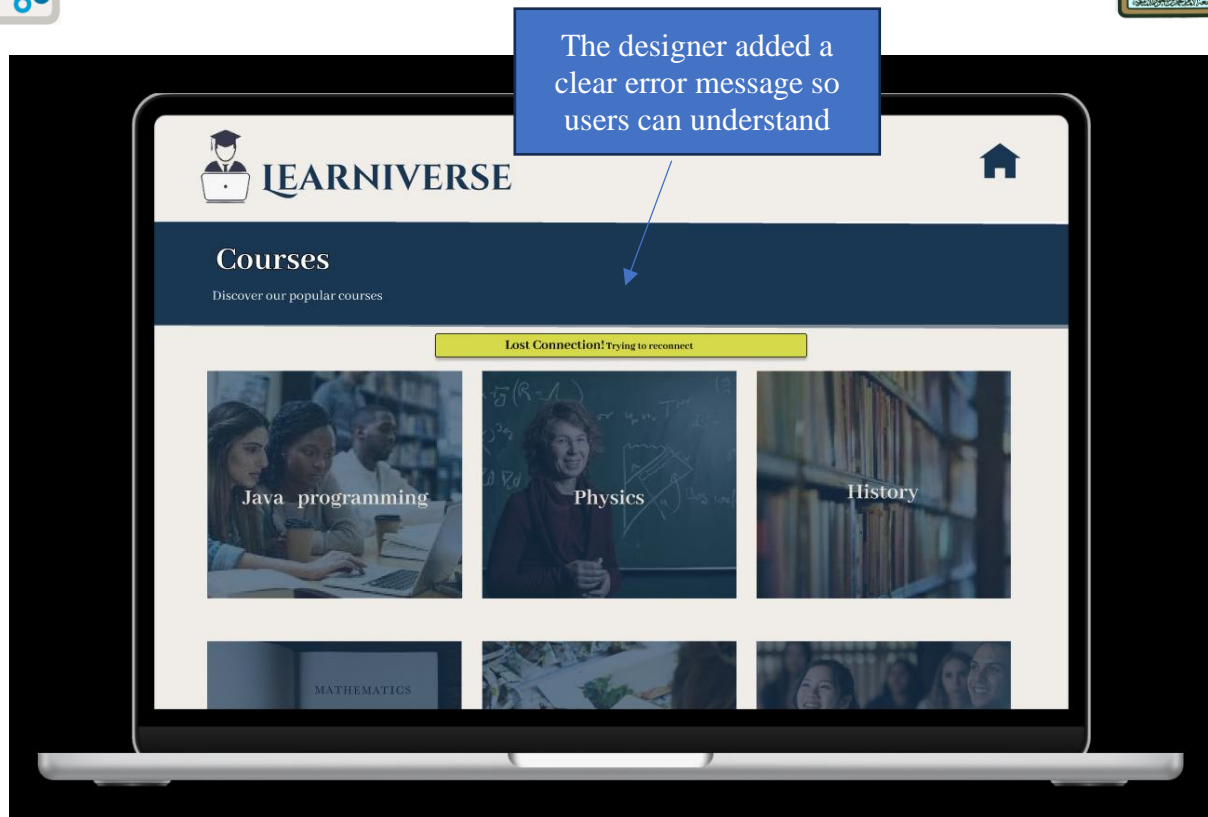 The designer added a
clear error message so
users can understand
LEARNIVERSE
Courses
Discover our popular courses
Lost Connection! Trying to reconnect
Java programming
Physics
History
MATHEMATICS